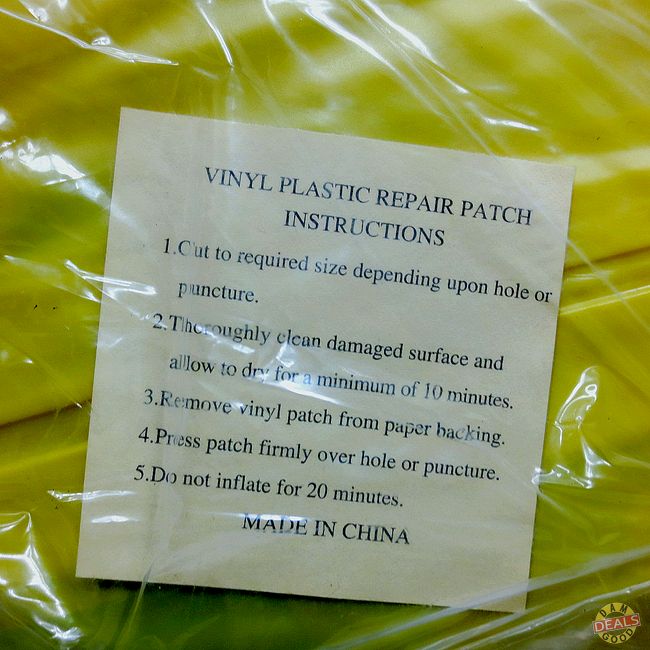 VINYL PLASTIC REPAIR PATCH
INSTRUCTIONS
1.Cut to required size depending upon hole or
puncture.
2.Thoroughly clean damaged surface and
allow to dry for a minimum of 10 minutes.
3.Remove vinyl patch from paper backing.
4.Press patch firmly over hole or puncture.
5.Do not inflate for 20 minutes.
MADE IN CHINA
DAM
DEALS
GOOD